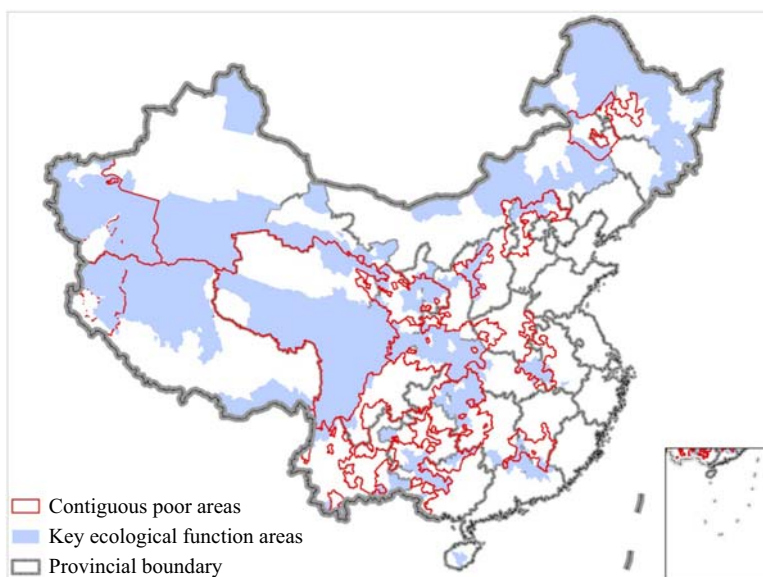 Contiguous poor areas
Key ecological function areas
Provincial boundary